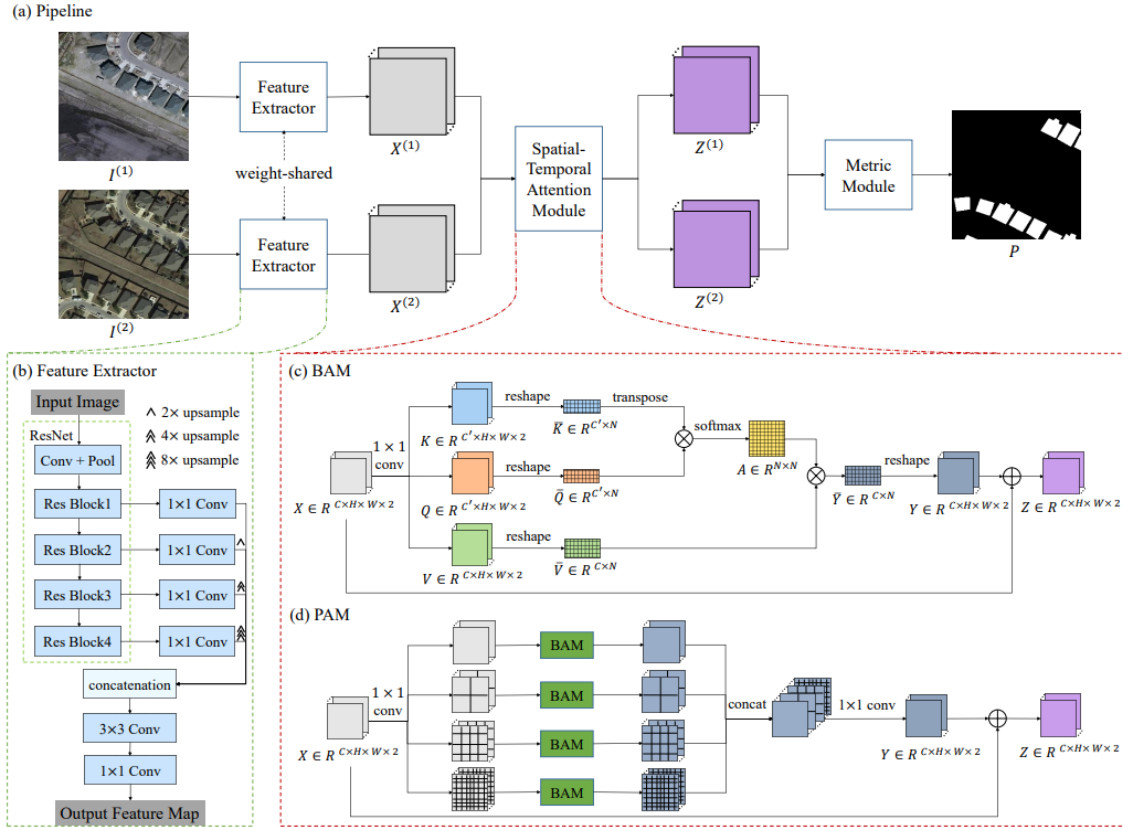 (a) Pipeline
Feature
Extractor
I⁽¹⁾
X⁽¹⁾
weight-shared
Feature
Extractor
I⁽²⁾
X⁽²⁾
Spatial-
Temporal
Attention
Module
Z⁽¹⁾
Z⁽²⁾
Metric
Module
P
(b) Feature Extractor
Input Image
2× upsample
4× upsample
8× upsample
ResNet
Conv + Pool
Res Block1
1×1 Conv
Res Block2
1×1 Conv
Res Block3
1×1 Conv
Res Block4
1×1 Conv
concatenation
3×3 Conv
1×1 Conv
Output Feature Map
(c) BAM
X ∈ R^{C×H×W×2}
1 × 1
conv
K ∈ R^{C′×H×W×2}
reshape
K̄ ∈ R^{C′×N}
transpose
Q ∈ R^{C′×H×W×2}
reshape
Q̄ ∈ R^{C′×N}
V ∈ R^{C×H×W×2}
reshape
V̄ ∈ R^{C×N}
softmax
A ∈ R^{N×N}
Ȳ ∈ R^{C×N}
reshape
Y ∈ R^{C×H×W×2}
Z ∈ R^{C×H×W×2}
(d) PAM
X ∈ R^{C×H×W×2}
1 × 1
conv
BAM
BAM
BAM
BAM
concat
1×1 conv
Y ∈ R^{C×H×W×2}
Z ∈ R^{C×H×W×2}